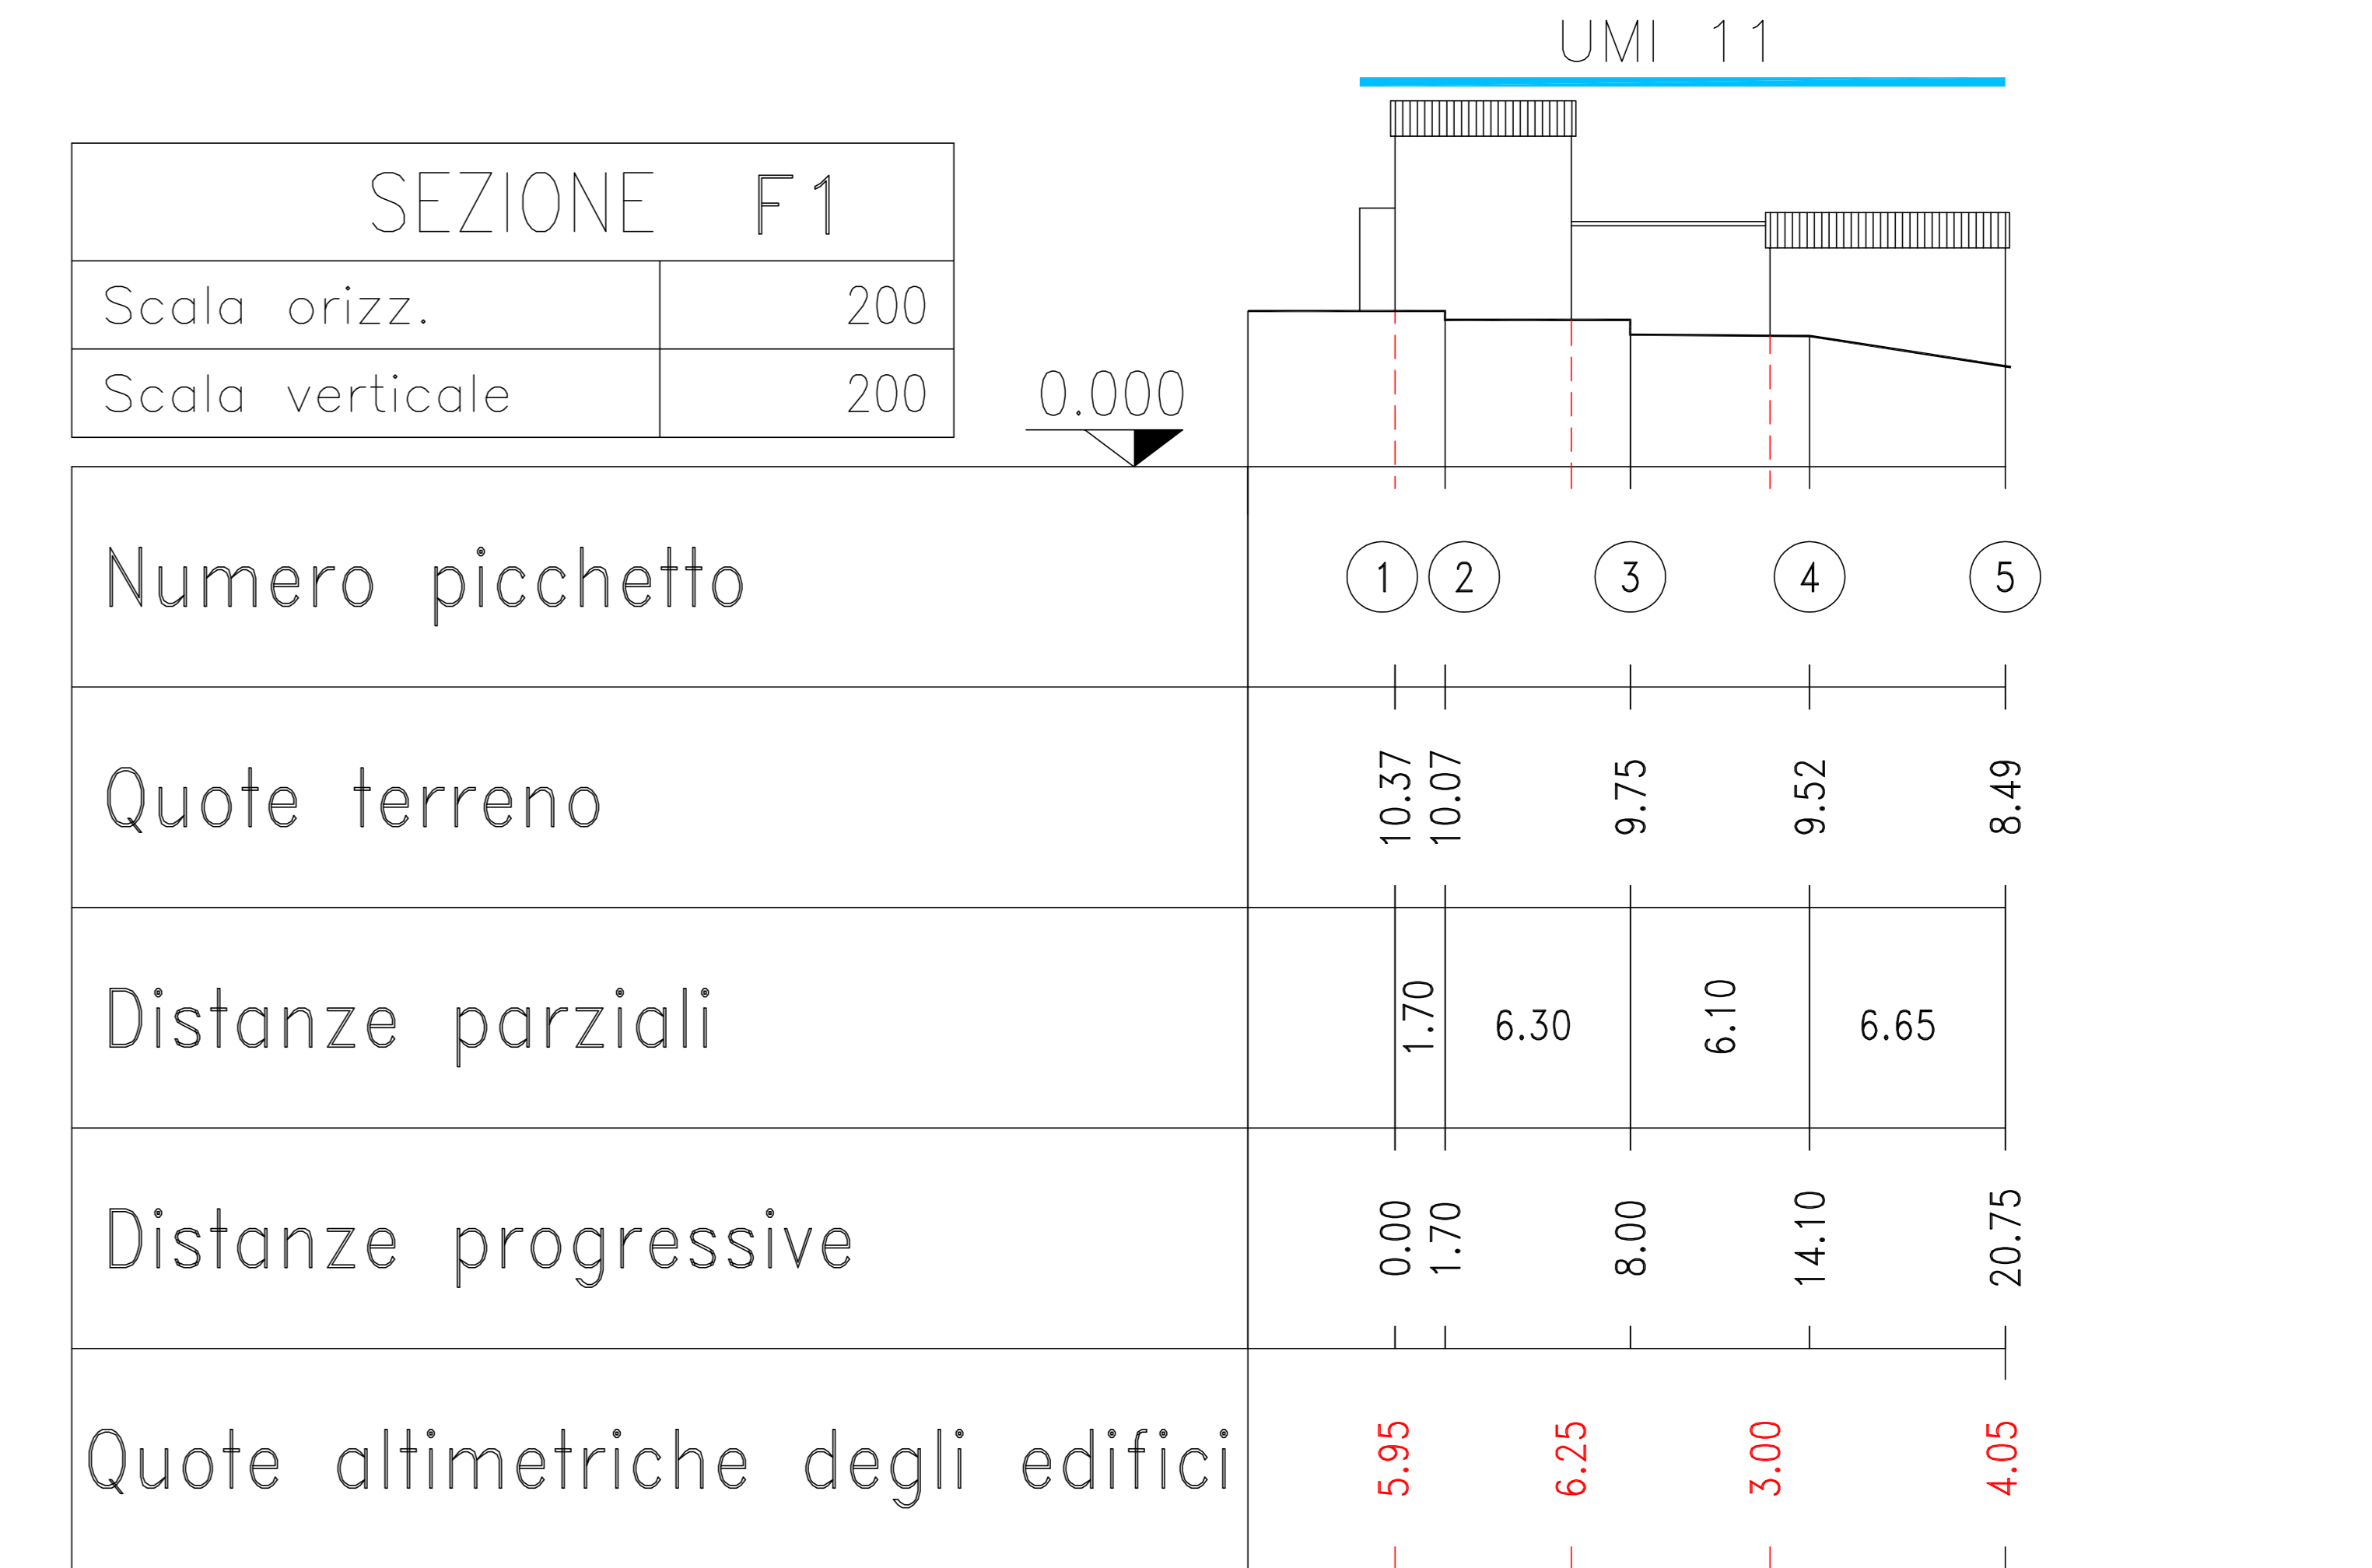 UMI 11
SEZIONE F1
Scala orizz. 200
Scala verticale 200
0.000
Numero picchetto 1 2 3 4 5
Quote terreno 10.37 10.07 9.75 9.52 8.49
Distanze parziali 1.70 6.30 6.10 6.65
Distanze progressive 0.00 1.70 8.00 14.10 20.75
Quote altimetriche degli edifici 5.95 6.25 3.00 4.05